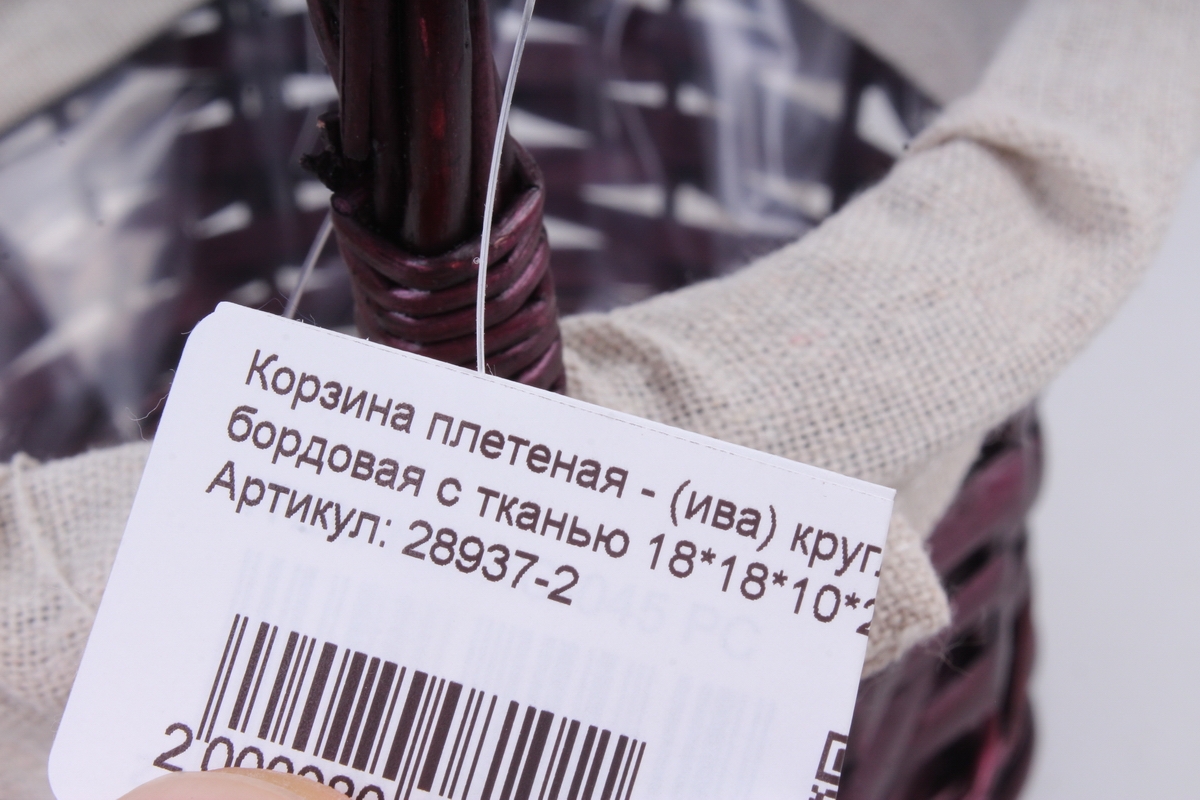 Корзина плетеная - (ива) круг.
бордовая с тканью 18*18*10*2
Артикул: 28937-2